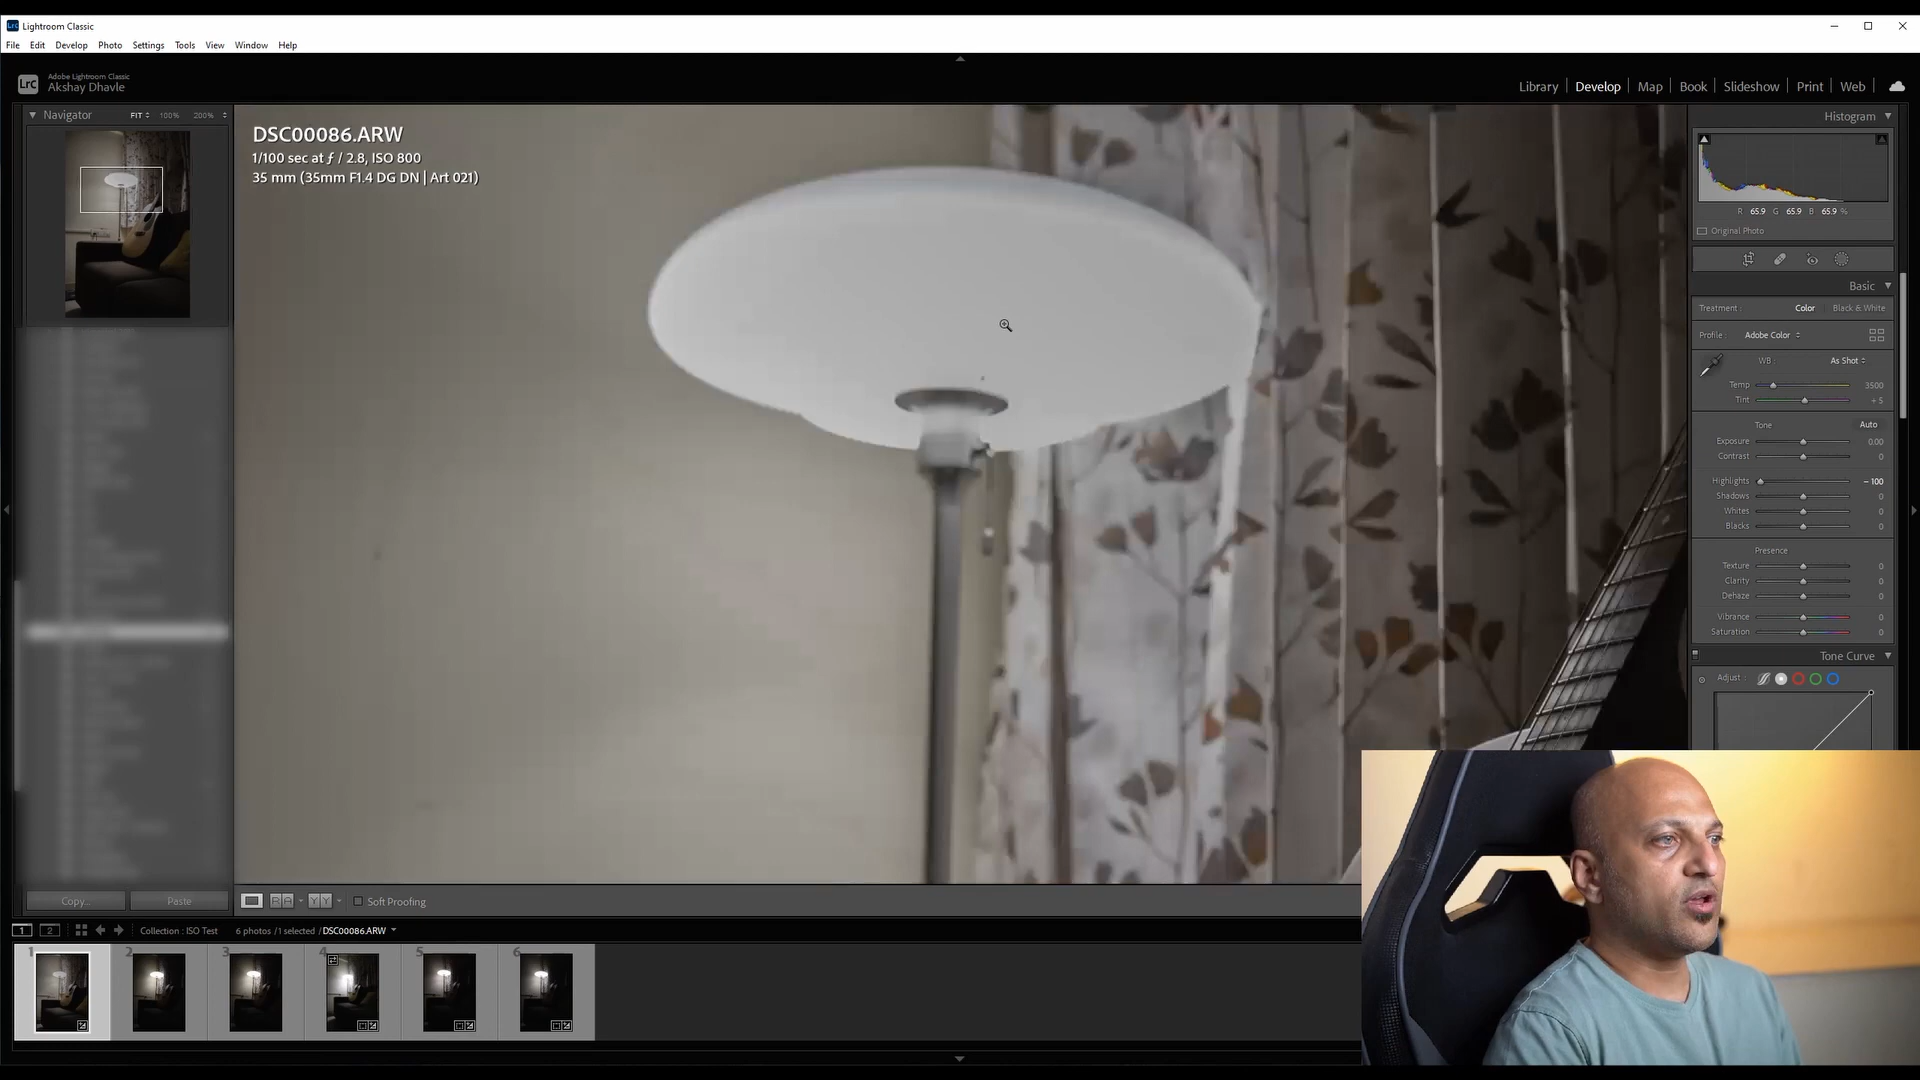 Lrc Lightroom Classic
File Edit Develop Photo Settings Tools View Window Help
LrC
Adobe Lightroom Classic
Akshay Dhavle
Library Develop Map Book Slideshow Print Web
Navigator FIT 100% 200%
Histogram
DSC00086.ARW
1/100 sec at ƒ / 2.8, ISO 800
35 mm (35mm F1.4 DG DN | Art 021)
R 65.9 G 65.9 B 65.9 %
Original Photo
Basic
Treatment : Color Black & White
Profile : Adobe Color
WB : As Shot
Temp 3500
Tint + 5
Tone Auto
Exposure 0.00
Contrast 0
Highlights – 100
Shadows 0
Whites 0
Blacks 0
Presence
Texture 0
Clarity 0
Dehaze 0
Vibrance 0
Saturation 0
Tone Curve
Adjust :
Copy... Paste
R A Y Y Soft Proofing
1 2 Collection : ISO Test 6 photos / 1 selected / DSC00086.ARW
1 2 3 4 5 6